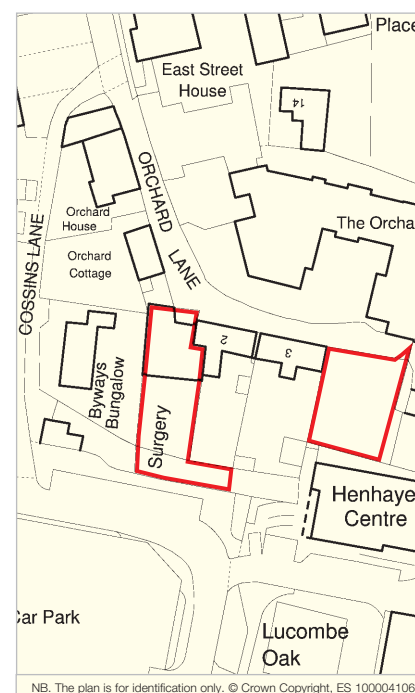 Place
East Street
House
14
ORCHARD
LANE
Orchard
House
The Orcha
COSSINS LANE
Orchard
Cottage
2
3
Byways
Bungalow
Surgery
Henhaye
Centre
Car Park
Lucombe
Oak
NB. The plan is for identification only. © Crown Copyright, ES 100004106